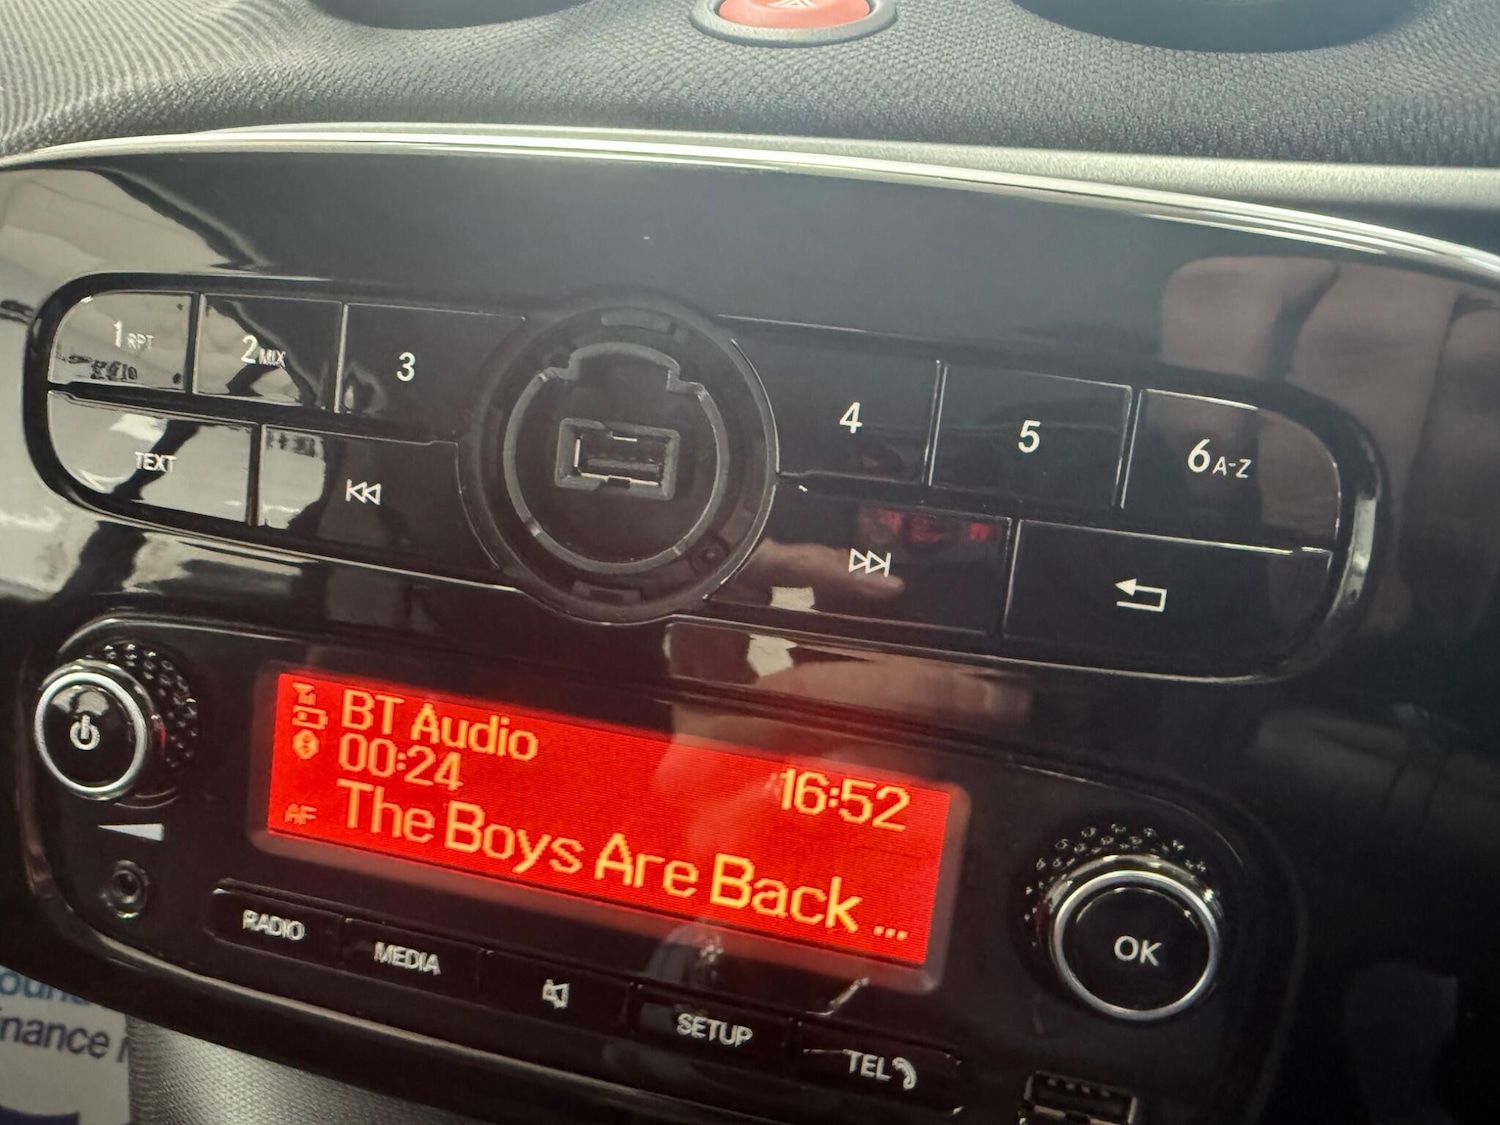 1 RPT
2 MIX
3
4
5
6 A-Z
TEXT
BT Audio
00:24
16:52
AF
The Boys Are Back ...
OK
RADIO
MEDIA
SETUP
TEL